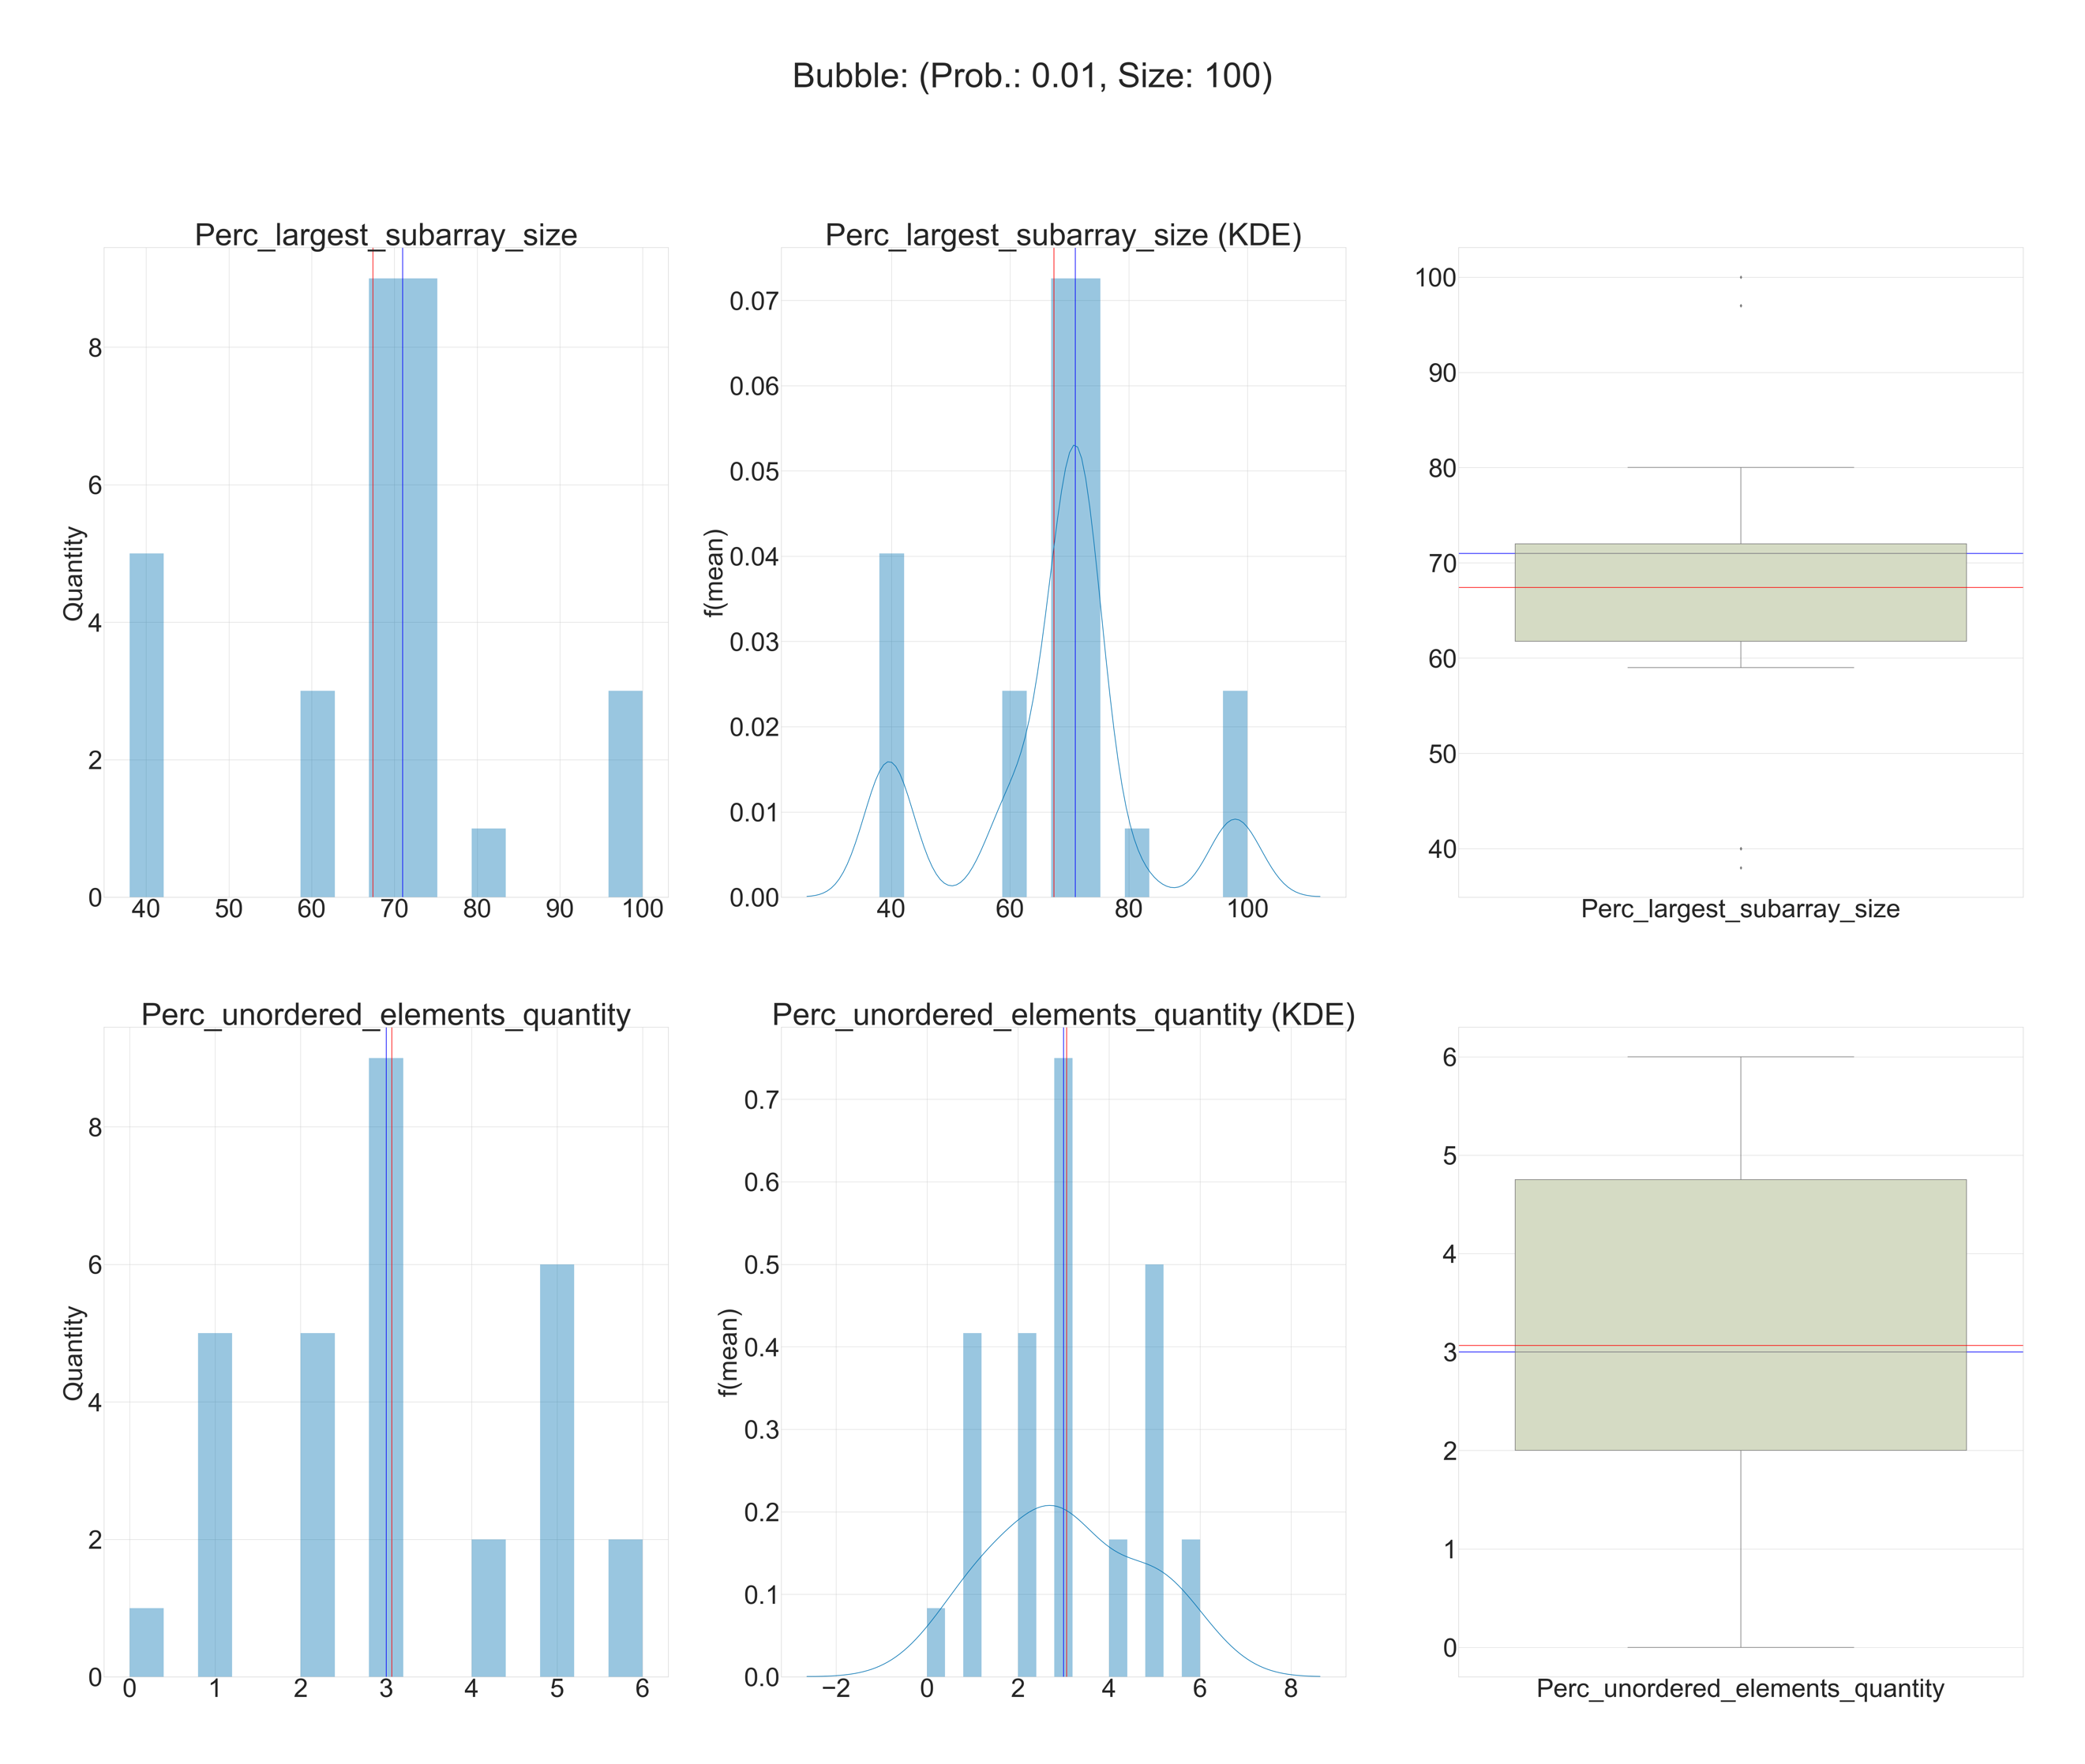 Bubble: (Prob.: 0.01, Size: 100)
Perc_largest_subarray_size
Quantity
8
6
4
2
0
40 50 60 70 80 90 100
Perc_largest_subarray_size (KDE)
f(mean)
0.07
0.06
0.05
0.04
0.03
0.02
0.01
0.00
40 60 80 100
100
90
80
70
60
50
40
Perc_largest_subarray_size
Perc_unordered_elements_quantity
Quantity
8
6
4
2
0
0 1 2 3 4 5 6
Perc_unordered_elements_quantity (KDE)
f(mean)
0.7
0.6
0.5
0.4
0.3
0.2
0.1
0.0
−2 0 2 4 6 8
6
5
4
3
2
1
0
Perc_unordered_elements_quantity